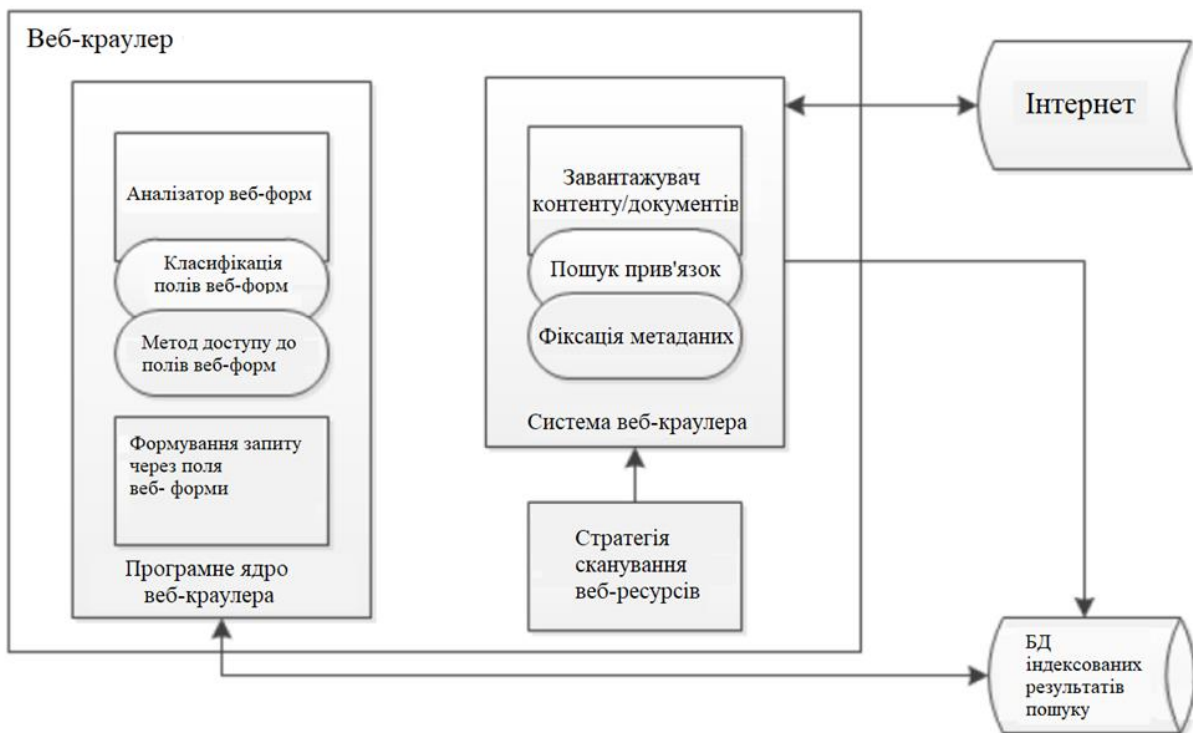 Веб-краулер
Аналізатор веб-форм
Класифікація
полів веб-форм
Метод доступу до
полів веб-форм
Формування запиту
через поля
веб- форми
Програмне ядро
веб-краулера
Завантажувач
контенту/документів
Пошук прив'язок
Фіксація метаданих
Система веб-краулера
Стратегія
сканування
веб-ресурсів
Інтернет
БД
індексованих
результатів
пошуку